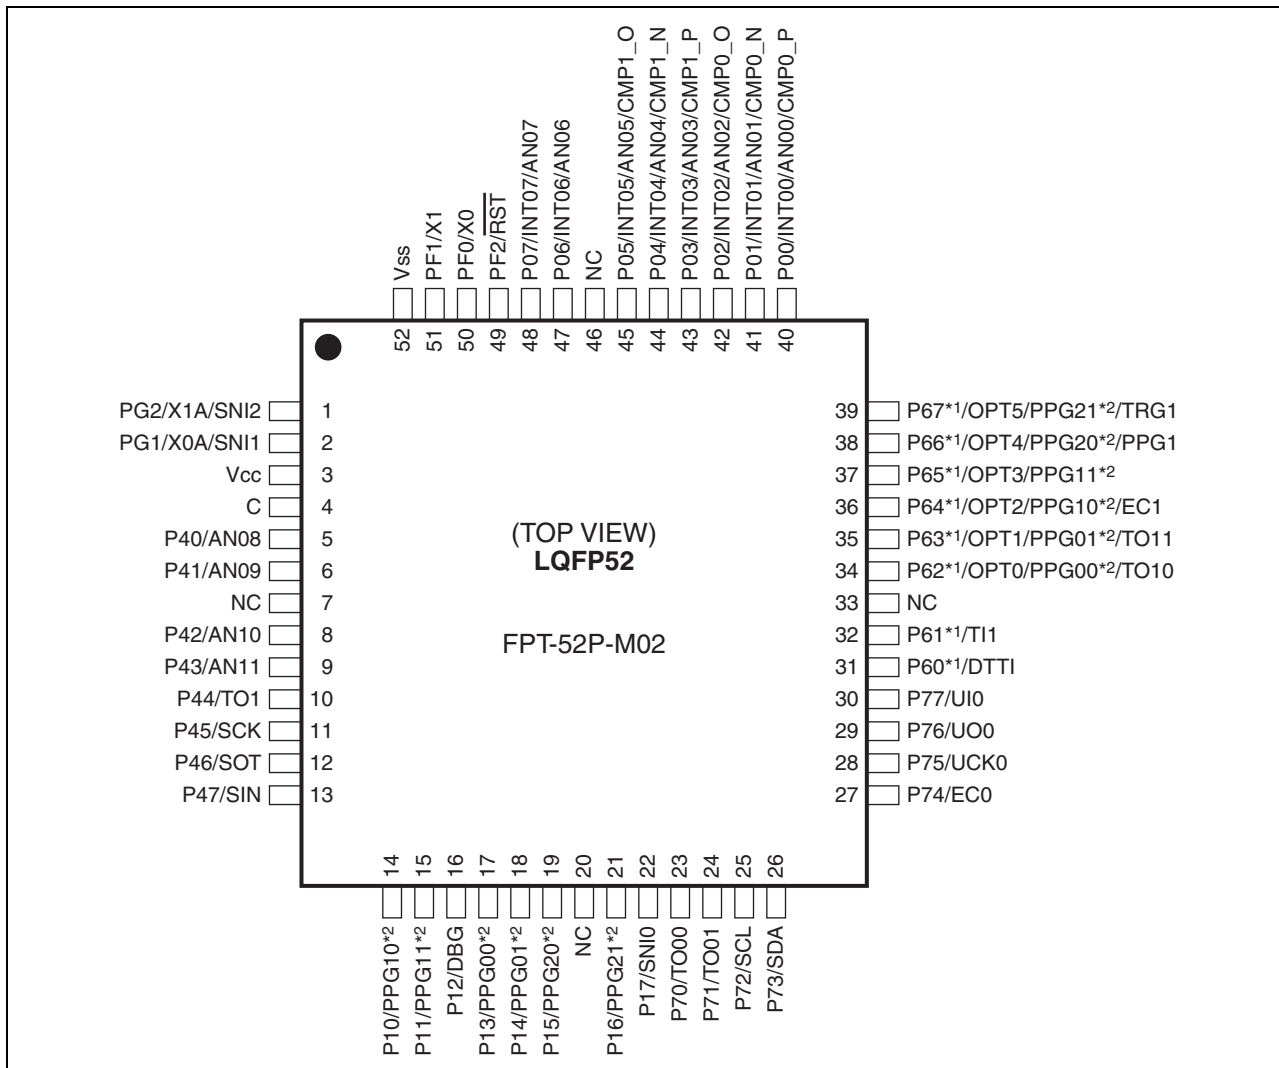 P05/INT05/AN05/CMP1_O
P04/INT04/AN04/CMP1_N
P03/INT03/AN03/CMP1_P
P02/INT02/AN02/CMP0_O
P01/INT01/AN01/CMP0_N
P00/INT00/AN00/CMP0_P
Vss
PF1/X1
PF0/X0
PF2/RST
P07/INT07/AN07
P06/INT06/AN06
NC
52
51
50
49
48
47
46
45
44
43
42
41
40
PG2/X1A/SNI2 1
PG1/X0A/SNI1 2
Vcc 3
C 4
P40/AN08 5
P41/AN09 6
NC 7
P42/AN10 8
P43/AN11 9
P44/TO1 10
P45/SCK 11
P46/SOT 12
P47/SIN 13
(TOP VIEW)
LQFP52
FPT-52P-M02
39 P67*1/OPT5/PPG21*2/TRG1
38 P66*1/OPT4/PPG20*2/PPG1
37 P65*1/OPT3/PPG11*2
36 P64*1/OPT2/PPG10*2/EC1
35 P63*1/OPT1/PPG01*2/TO11
34 P62*1/OPT0/PPG00*2/TO10
33 NC
32 P61*1/TI1
31 P60*1/DTTI
30 P77/UI0
29 P76/UO0
28 P75/UCK0
27 P74/EC0
14
15
16
17
18
19
20
21
22
23
24
25
26
P10/PPG10*2
P11/PPG11*2
P12/DBG
P13/PPG00*2
P14/PPG01*2
P15/PPG20*2
NC
P16/PPG21*2
P17/SNI0
P70/TO00
P71/TO01
P72/SCL
P73/SDA